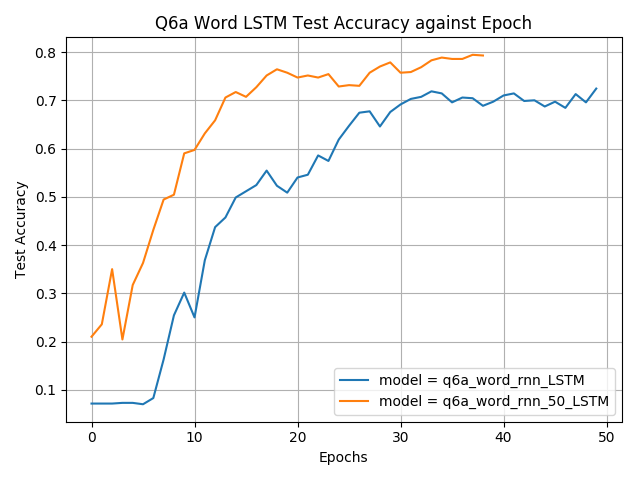 Q6a Word LSTM Test Accuracy against Epoch
0.8
0.7
0.6
0.5
0.4
0.3
0.2
0.1
Test Accuracy
model = q6a_word_rnn_LSTM
model = q6a_word_rnn_50_LSTM
0 10 20 30 40 50
Epochs